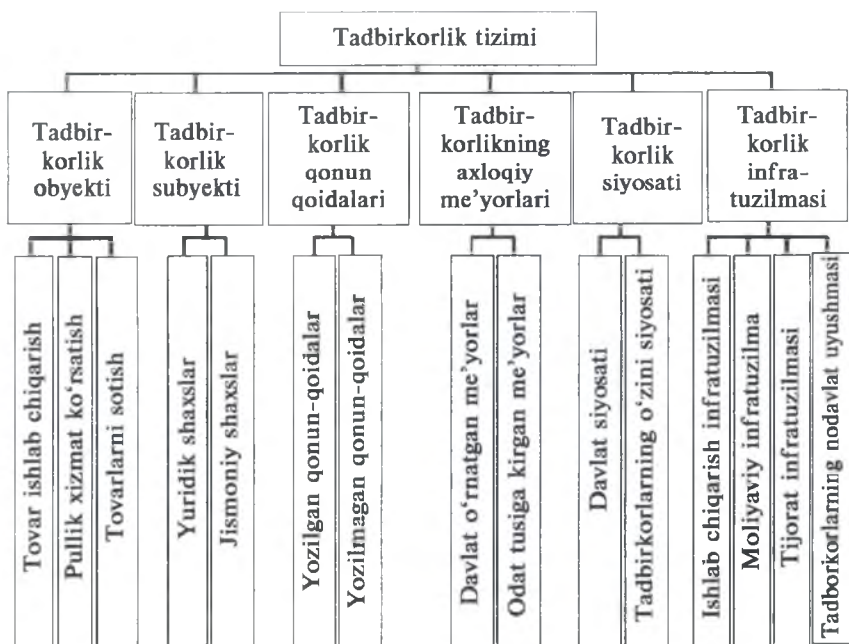 Tadbirkorlik tizimi
Tadbir-
korlik
obyekti
Tadbir-
korlik
subyekti
Tadbir-
korlik
qonun
qoidalari
Tadbir-
korlikning
axloqiy
me’yorlari
Tadbir-
korlik
siyosati
Tadbir-
korlik
infra-
tuzilmasi
Tovar ishlab chiqarish
Pullik xizmat ko‘rsatish
Tovarlarni sotish
Yuridik shaxslar
Jismoniy shaxslar
Yozilgan qonun-qoidalar
Yozilmagan qonun-qoidalar
Davlat o‘rnatgan me’yorlar
Odat tusiga kirgan me’yorlar
Davlat siyosati
Tadbirkorlarning o‘zini siyosati
Ishlab chiqarish infratuzilmasi
Moliyaviy infratuzilma
Tijorat infratuzilmasi
Tadborkorlarning nodavlat uyushmasi